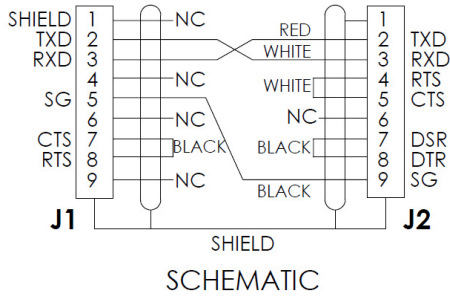 SHIELD 1 NC 1
TXD 2 RED 2 TXD
RXD 3 WHITE 3 RXD
4 NC WHITE 4 RTS
SG 5 5 CTS
6 NC NC 6
CTS 7 BLACK BLACK 7 DSR
RTS 8 8 DTR
9 NC BLACK 9 SG
J1 J2
SHIELD
SCHEMATIC